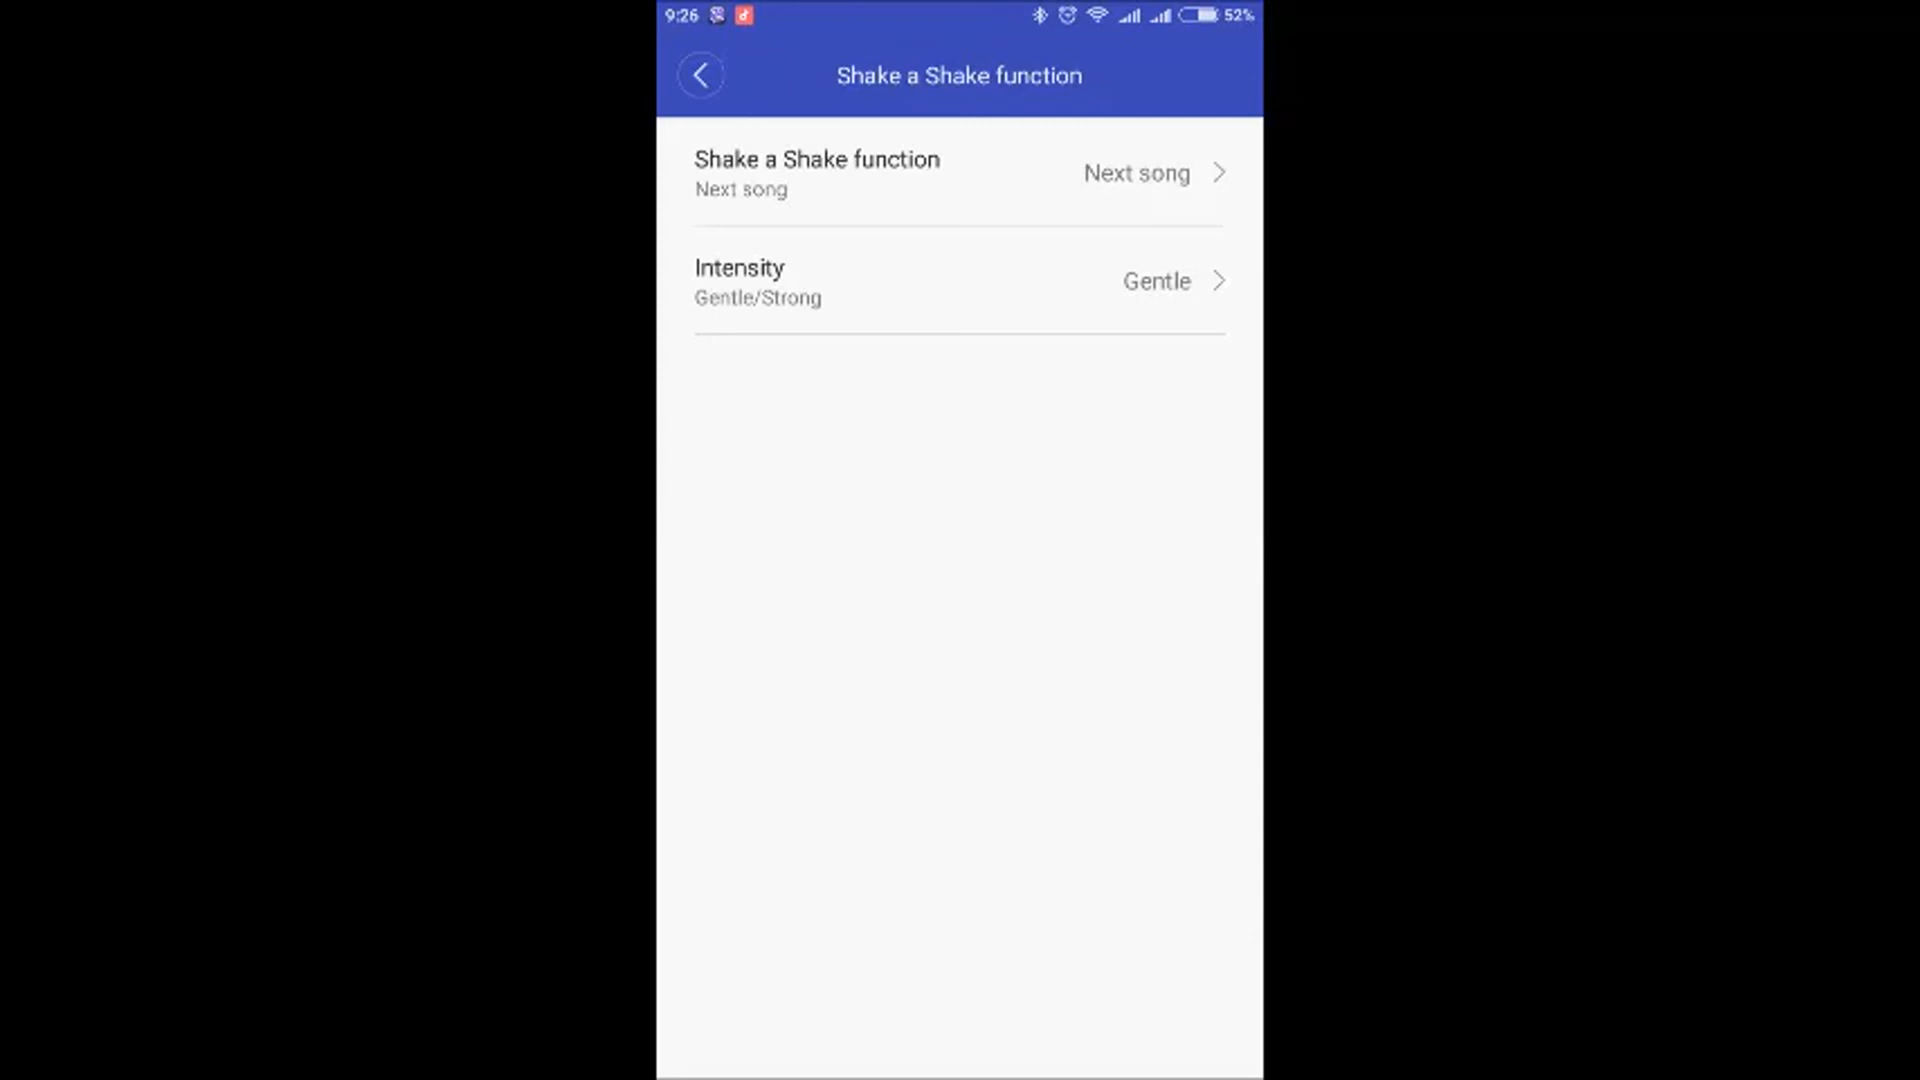 9:26 52%
Shake a Shake function
Shake a Shake function
Next song
Next song
Intensity
Gentle/Strong
Gentle